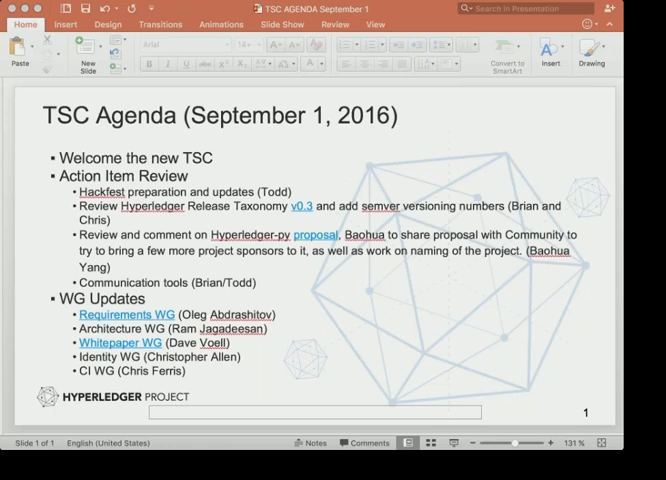 TSC AGENDA September 1
Search in Presentation
Home Insert Design Transitions Animations Slide Show Review View
Arial 14
Paste New Slide Convert to SmartArt Insert Drawing
B I U abc X² X₂
TSC Agenda (September 1, 2016)
▪ Welcome the new TSC
▪ Action Item Review
• Hackfest preparation and updates (Todd)
• Review Hyperledger Release Taxonomy v0.3 and add semver versioning numbers (Brian and
Chris)
• Review and comment on Hyperledger-py proposal, Baohua to share proposal with Community to
try to bring a few more project sponsors to it, as well as work on naming of the project. (Baohua
Yang)
• Communication tools (Brian/Todd)
▪ WG Updates
• Requirements WG (Oleg Abdrashitov)
• Architecture WG (Ram Jagadeesan)
• Whitepaper WG (Dave Voell)
• Identity WG (Christopher Allen)
• CI WG (Chris Ferris)
HYPERLEDGER PROJECT
1
Slide 1 of 1 English (United States) Notes Comments 131 %